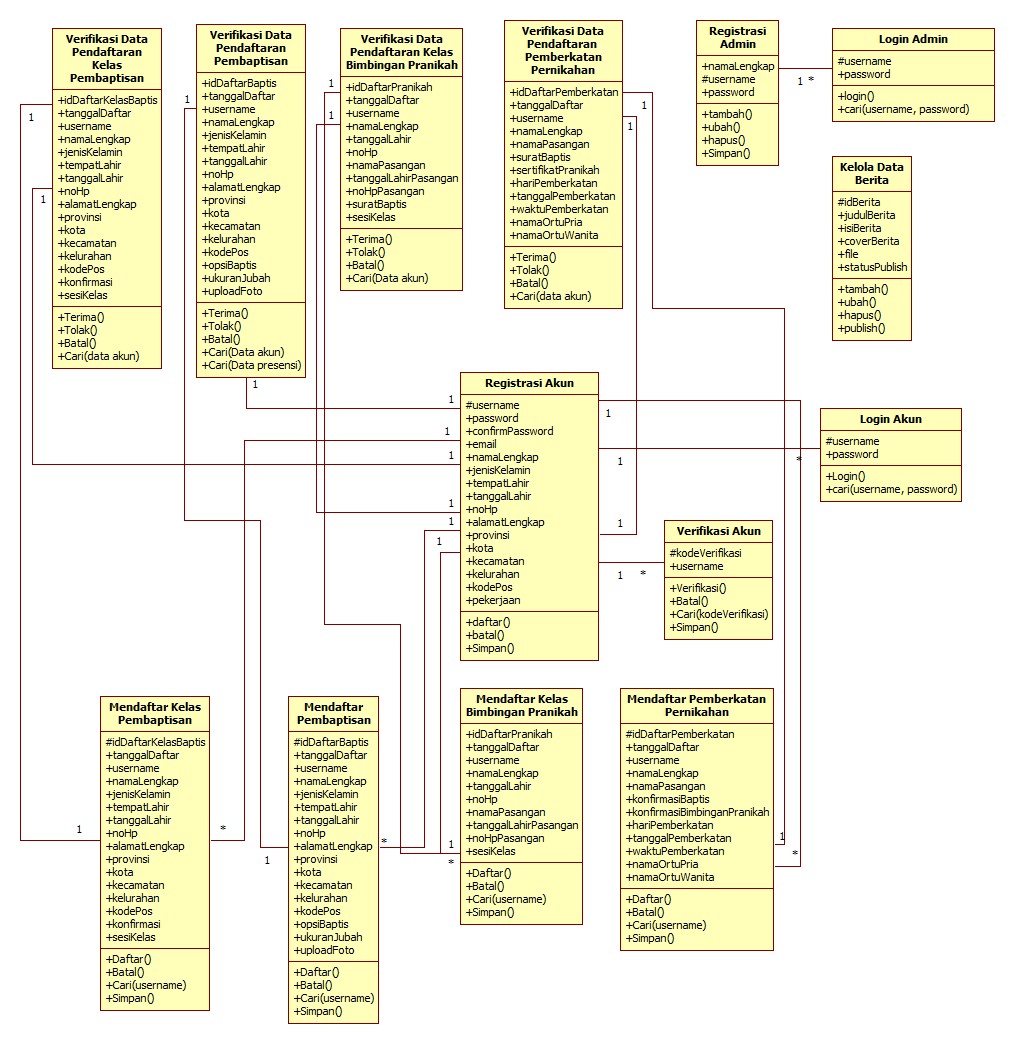 Verifikasi Data
Pendaftaran
Kelas
Pembaptisan
+idDaftarKelasBaptis
+tanggalDaftar
+username
+namaLengkap
+jenisKelamin
+tempatLahir
+tanggalLahir
+noHp
+alamatLengkap
+provinsi
+kota
+kecamatan
+kelurahan
+kodePos
+konfirmasi
+sesiKelas
+Terima()
+Tolak()
+Batal()
+Cari(data akun)
Verifikasi Data
Pendaftaran
Pembaptisan
+idDaftarBaptis
+tanggalDaftar
+username
+namaLengkap
+jenisKelamin
+tempatLahir
+tanggalLahir
+noHp
+alamatLengkap
+provinsi
+kota
+kecamatan
+kelurahan
+kodePos
+opsiBaptis
+ukuranJubah
+uploadFoto
+Terima()
+Tolak()
+Batal()
+Cari(Data akun)
+Cari(Data presensi)
Verifikasi Data
Pendaftaran Kelas
Bimbingan Pranikah
+idDaftarPranikah
+tanggalDaftar
+username
+namaLengkap
+tanggalLahir
+noHp
+namaPasangan
+tanggalLahirPasangan
+noHpPasangan
+suratBaptis
+sesiKelas
+Terima()
+Tolak()
+Batal()
+Cari(Data akun)
Verifikasi Data
Pendaftaran
Pemberkatan
Pernikahan
+idDaftarPemberkatan
+tanggalDaftar
+username
+namaLengkap
+namaPasangan
+suratBaptis
+sertifikatPranikah
+hariPemberkatan
+tanggalPemberkatan
+waktuPemberkatan
+namaOrtuPria
+namaOrtuWanita
+Terima()
+Tolak()
+Batal()
+Cari(data akun)
Registrasi
Admin
+namaLengkap
#username
+password
+tambah()
+ubah()
+hapus()
+Simpan()
1 *
Login Admin
#username
+password
+login()
+cari(username, password)
Kelola Data
Berita
#idBerita
+judulBerita
+isiBerita
+coverBerita
+file
+statusPublish
+tambah()
+ubah()
+hapus()
+publish()
1
1
1
1
1
1
1
1
Registrasi Akun
#username
+password
+confirmPassword
+email
+namaLengkap
+jenisKelamin
+tempatLahir
+tanggalLahir
+noHp
+alamatLengkap
+provinsi
+kota
+kecamatan
+kelurahan
+kodePos
+pekerjaan
+daftar()
+batal()
+Simpan()
1
1
1
1
1
1
1
1
1
1
*
Login Akun
#username
+password
+Login()
+cari(username, password)
Verifikasi Akun
#kodeVerifikasi
+username
+Verifikasi()
+Batal()
+Cari(kodeVerifikasi)
+Simpan()
*
Mendaftar Kelas
Pembaptisan
#idDaftarKelasBaptis
+tanggalDaftar
+username
+namaLengkap
+jenisKelamin
+tempatLahir
+tanggalLahir
+noHp
+alamatLengkap
+provinsi
+kota
+kecamatan
+kelurahan
+kodePos
+konfirmasi
+sesiKelas
+Daftar()
+Batal()
+Cari(username)
+Simpan()
1
*
Mendaftar
Pembaptisan
#idDaftarBaptis
+tanggalDaftar
+username
+namaLengkap
+jenisKelamin
+tempatLahir
+tanggalLahir
+noHp
+alamatLengkap
+provinsi
+kota
+kecamatan
+kelurahan
+kodePos
+opsiBaptis
+ukuranJubah
+uploadFoto
+Daftar()
+Batal()
+Cari(username)
+Simpan()
1
*
Mendaftar Kelas
Bimbingan Pranikah
+idDaftarPranikah
+tanggalDaftar
+username
+namaLengkap
+tanggalLahir
+noHp
+namaPasangan
+tanggalLahirPasangan
+noHpPasangan
+sesiKelas
+Daftar()
+Batal()
+Cari(username)
+Simpan()
1
*
Mendaftar Pemberkatan
Pernikahan
#idDaftarPemberkatan
+tanggalDaftar
+username
+namaLengkap
+namaPasangan
+konfirmasiBaptis
+konfirmasiBimbinganPranikah
+hariPemberkatan
+tanggalPemberkatan
+waktuPemberkatan
+namaOrtuPria
+namaOrtuWanita
+Daftar()
+Batal()
+Cari(username)
+Simpan()
1
*